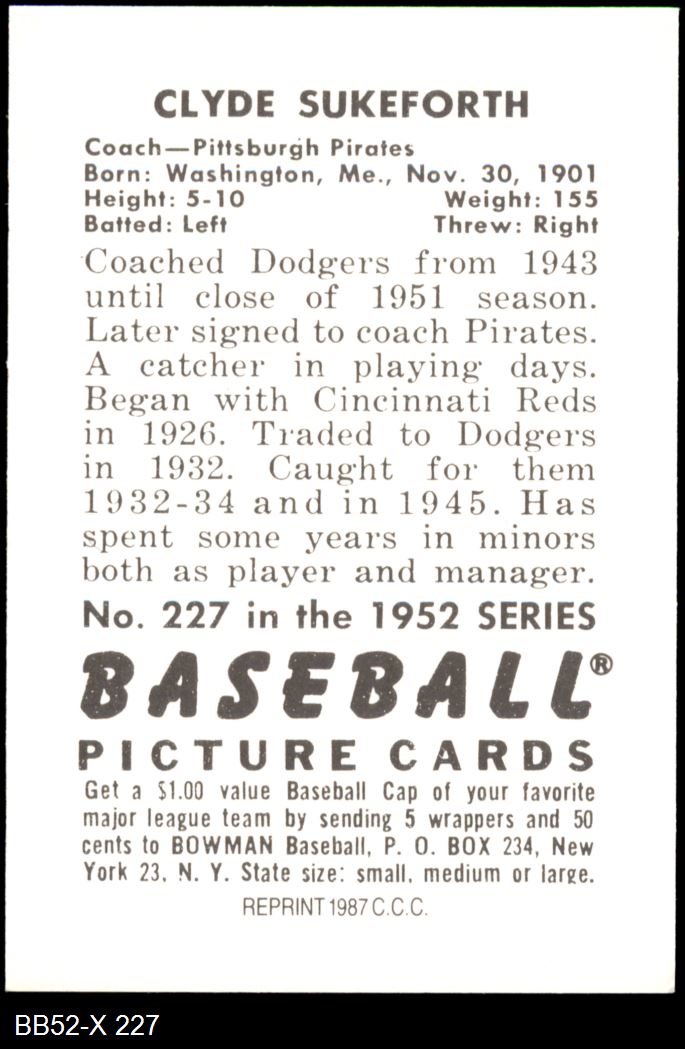 CLYDE SUKEFORTH
Coach—Pittsburgh Pirates
Born: Washington, Me., Nov. 30, 1901
Height: 5-10 Weight: 155
Batted: Left Threw: Right
Coached Dodgers from 1943
until close of 1951 season.
Later signed to coach Pirates.
A catcher in playing days.
Began with Cincinnati Reds
in 1926. Traded to Dodgers
in 1932. Caught for them
1932-34 and in 1945. Has
spent some years in minors
both as player and manager.
No. 227 in the 1952 SERIES
BASEBALL®
PICTURE CARDS
Get a $1.00 value Baseball Cap of your favorite
major league team by sending 5 wrappers and 50
cents to BOWMAN Baseball, P. O. BOX 234, New
York 23, N. Y. State size: small, medium or large.
REPRINT 1987 C.C.C.
BB52-X 227